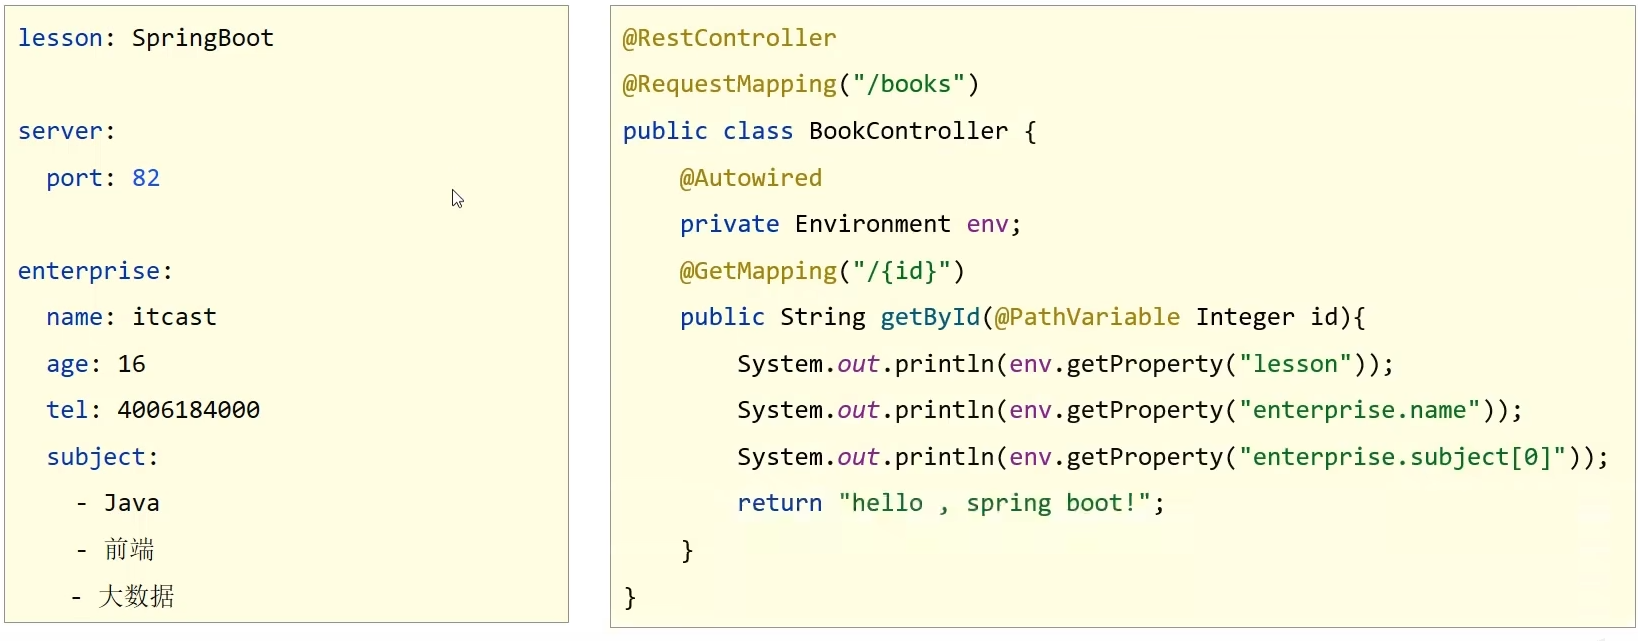 lesson: SpringBoot
server:
  port: 82
enterprise:
  name: itcast
  age: 16
  tel: 4006184000
  subject:
    - Java
    - 前端
    - 大数据
@RestController
@RequestMapping("/books")
public class BookController {
    @Autowired
    private Environment env;
    @GetMapping("/{id}")
    public String getById(@PathVariable Integer id){
        System.out.println(env.getProperty("lesson"));
        System.out.println(env.getProperty("enterprise.name"));
        System.out.println(env.getProperty("enterprise.subject[0]"));
        return "hello , spring boot!";
    }
}